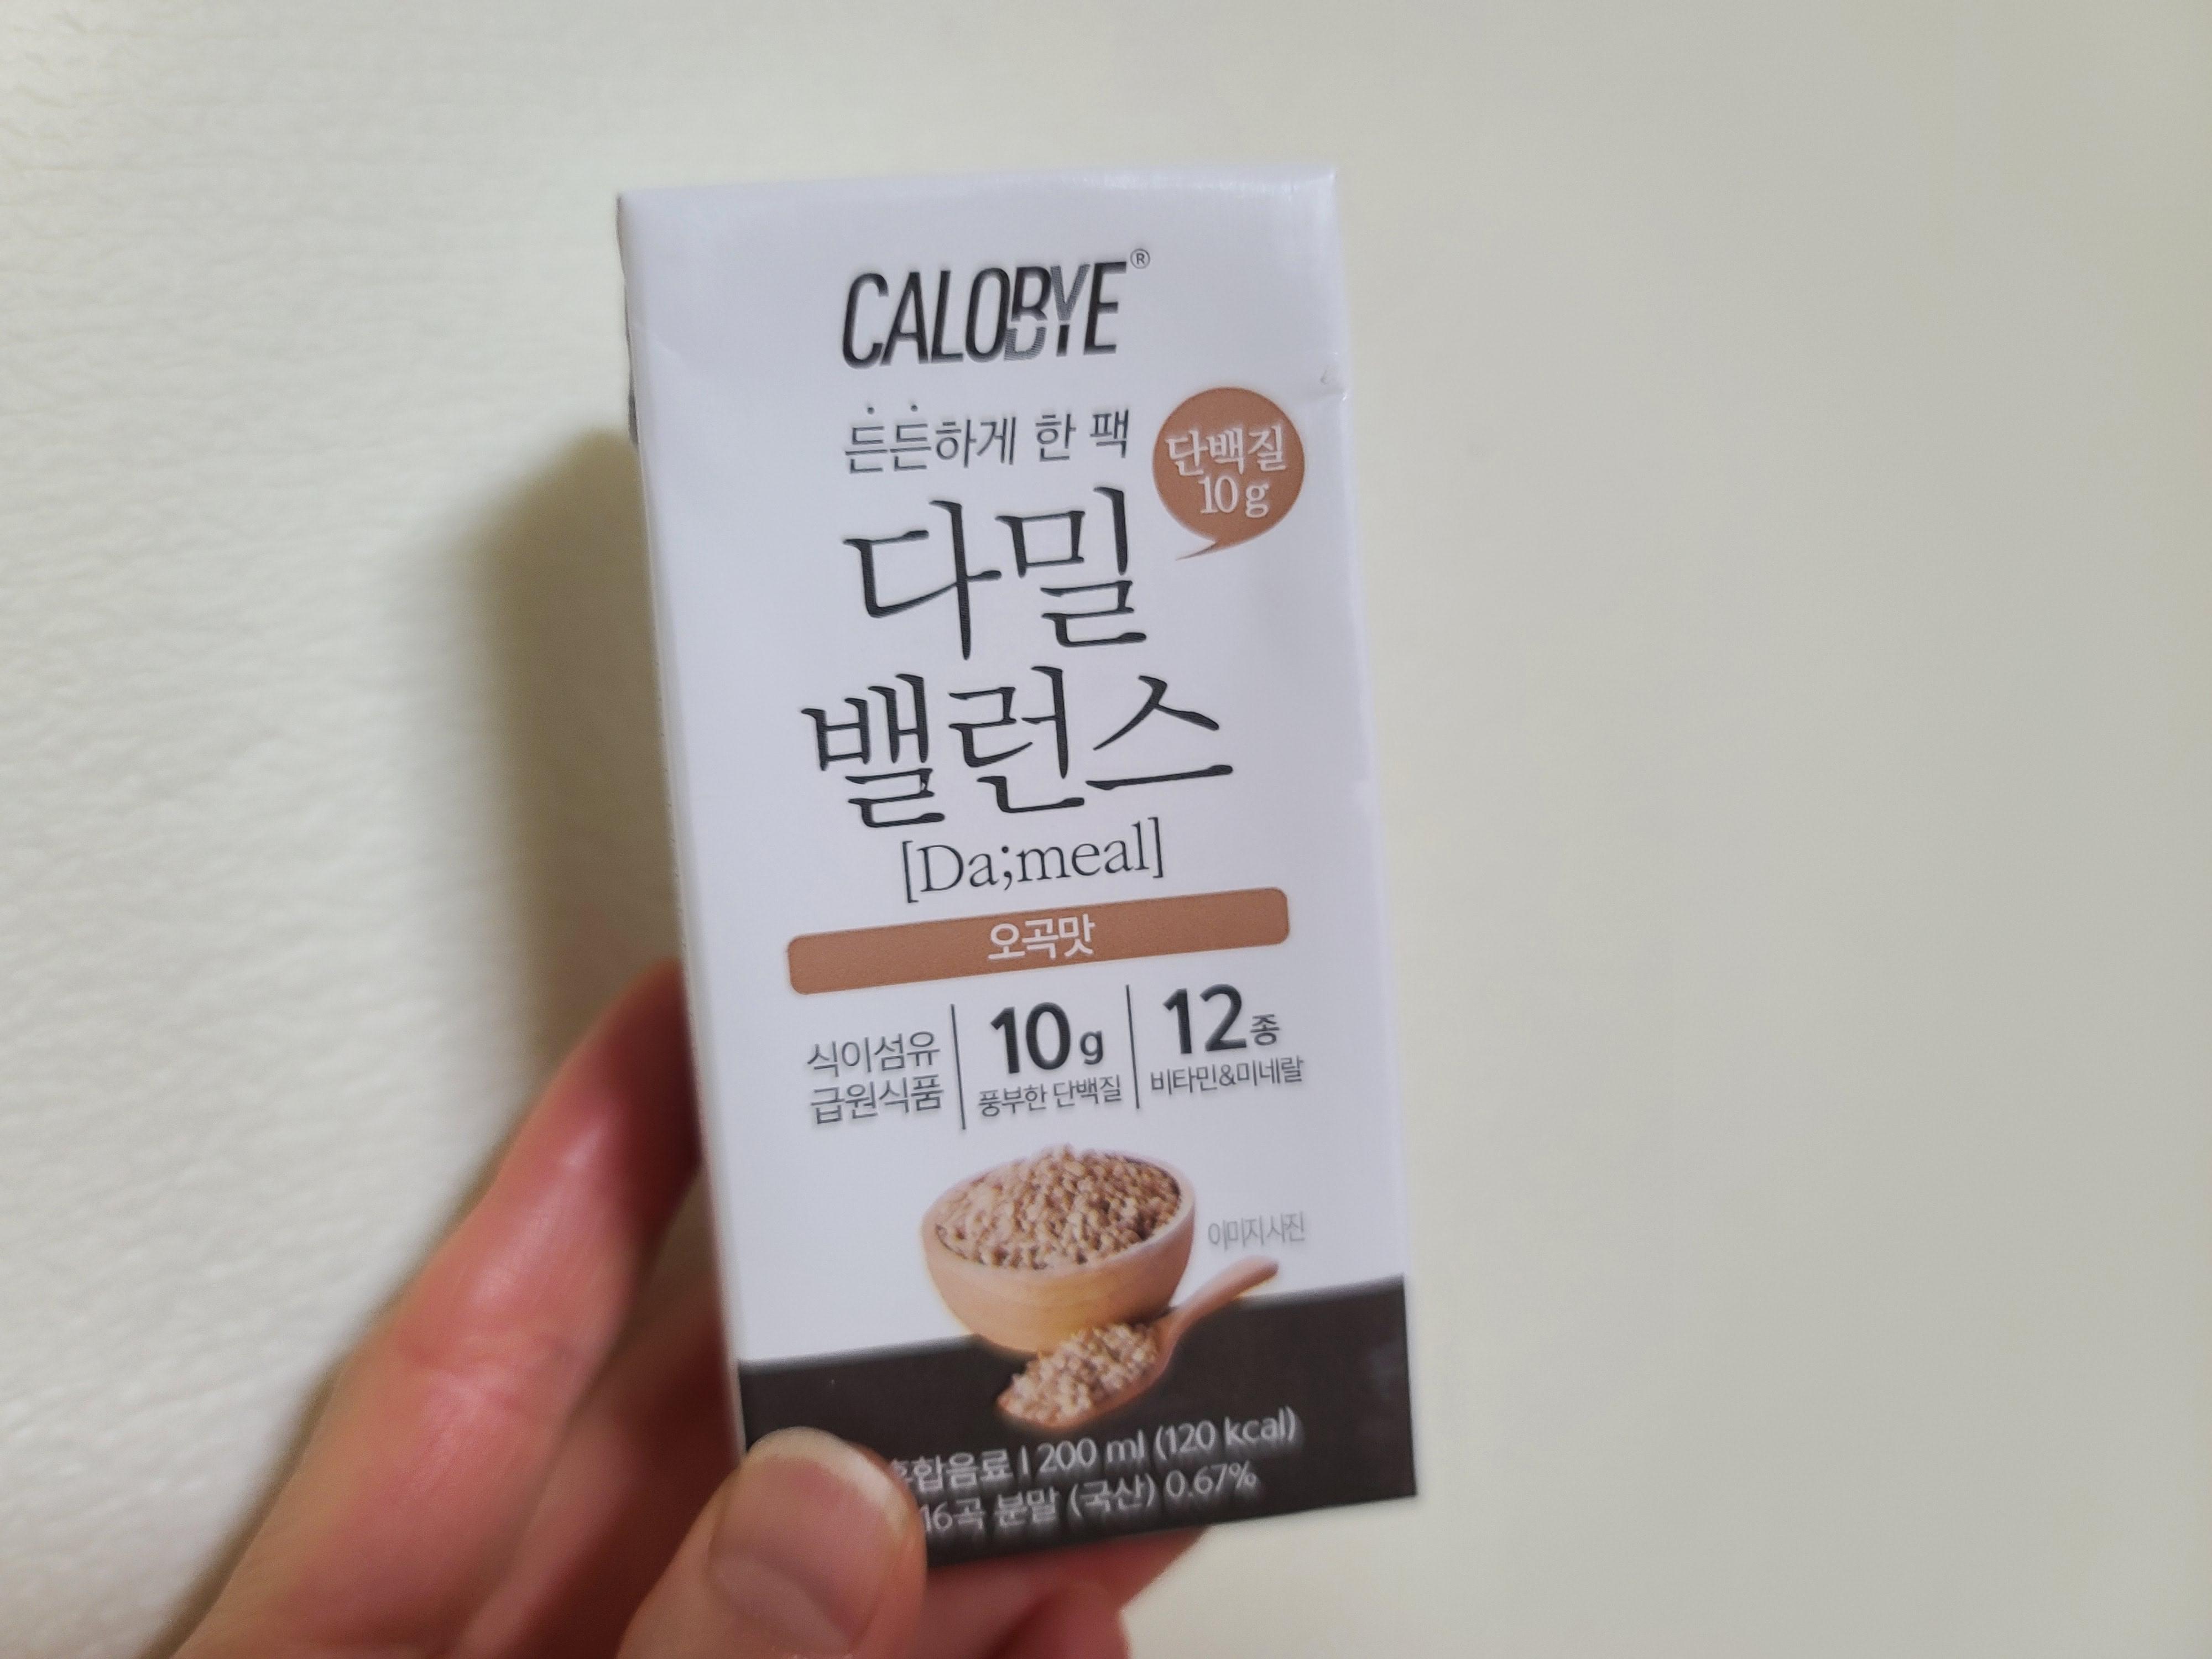 CALOBYE®
든든하게 한 팩
단백질
10g
다밀
밸런스
[Da;meal]
오곡맛
식이섬유
급원식품
10g
풍부한 단백질
12종
비타민&미네랄
이미지 사진
혼합음료 | 200 ml (120 kcal)
16곡 분말 (국산) 0.67%